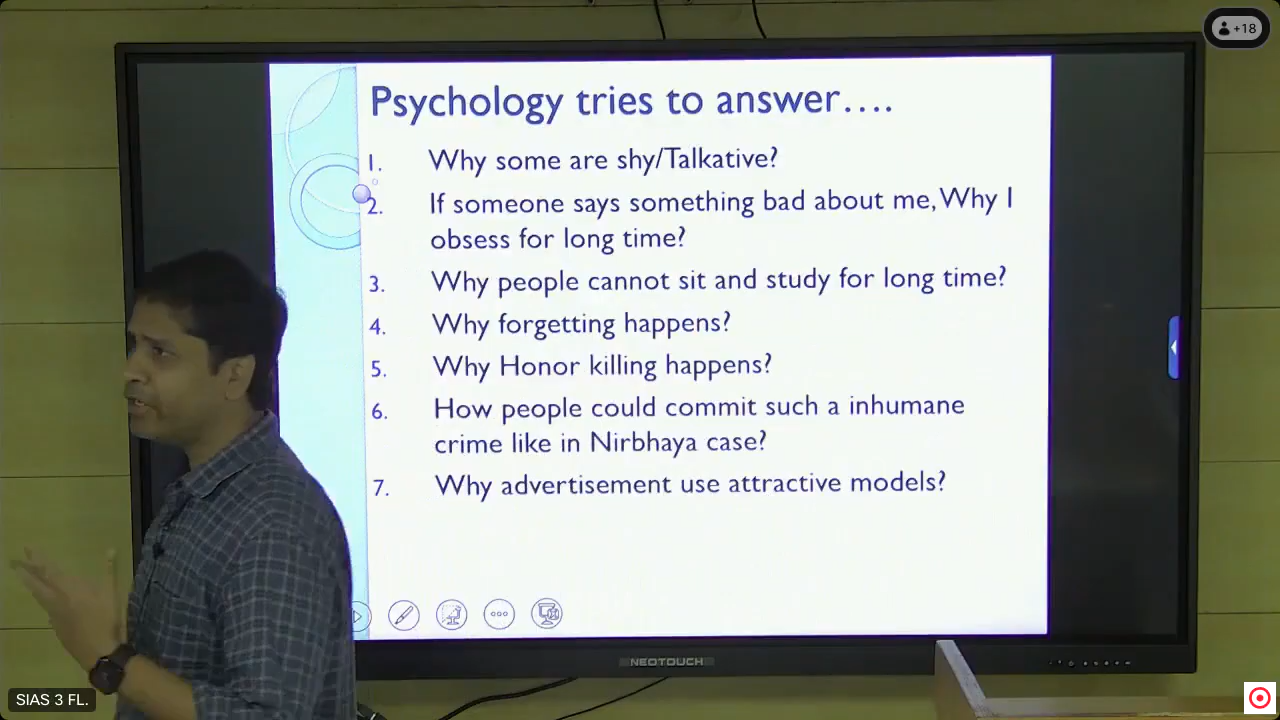 +18
Psychology tries to answer….
1. Why some are shy/Talkative?
2. If someone says something bad about me, Why I
obsess for long time?
3. Why people cannot sit and study for long time?
4. Why forgetting happens?
5. Why Honor killing happens?
6. How people could commit such a inhumane
crime like in Nirbhaya case?
7. Why advertisement use attractive models?
NEOTOUCH
SIAS 3 FL.